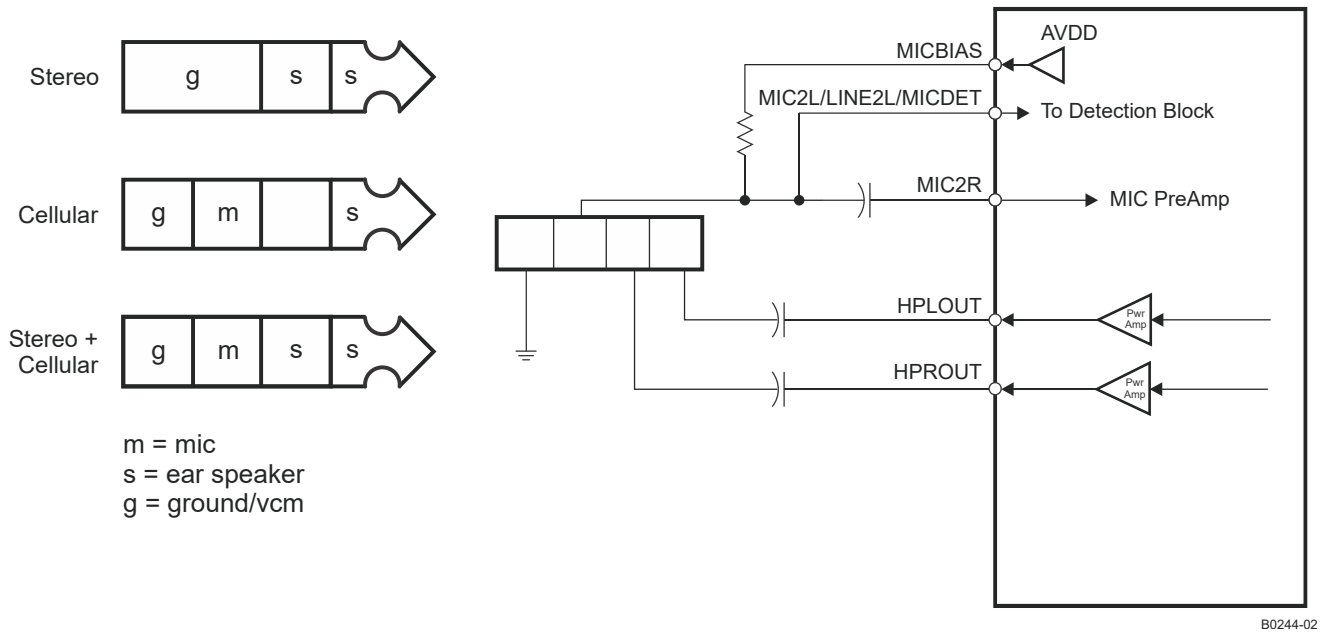 Stereo
g s s
Cellular
g m s
Stereo +
Cellular
g m s s
m = mic
s = ear speaker
g = ground/vcm
AVDD
MICBIAS
MIC2L/LINE2L/MICDET
To Detection Block
MIC2R
MIC PreAmp
HPLOUT
Pwr
Amp
HPROUT
Pwr
Amp
B0244-02